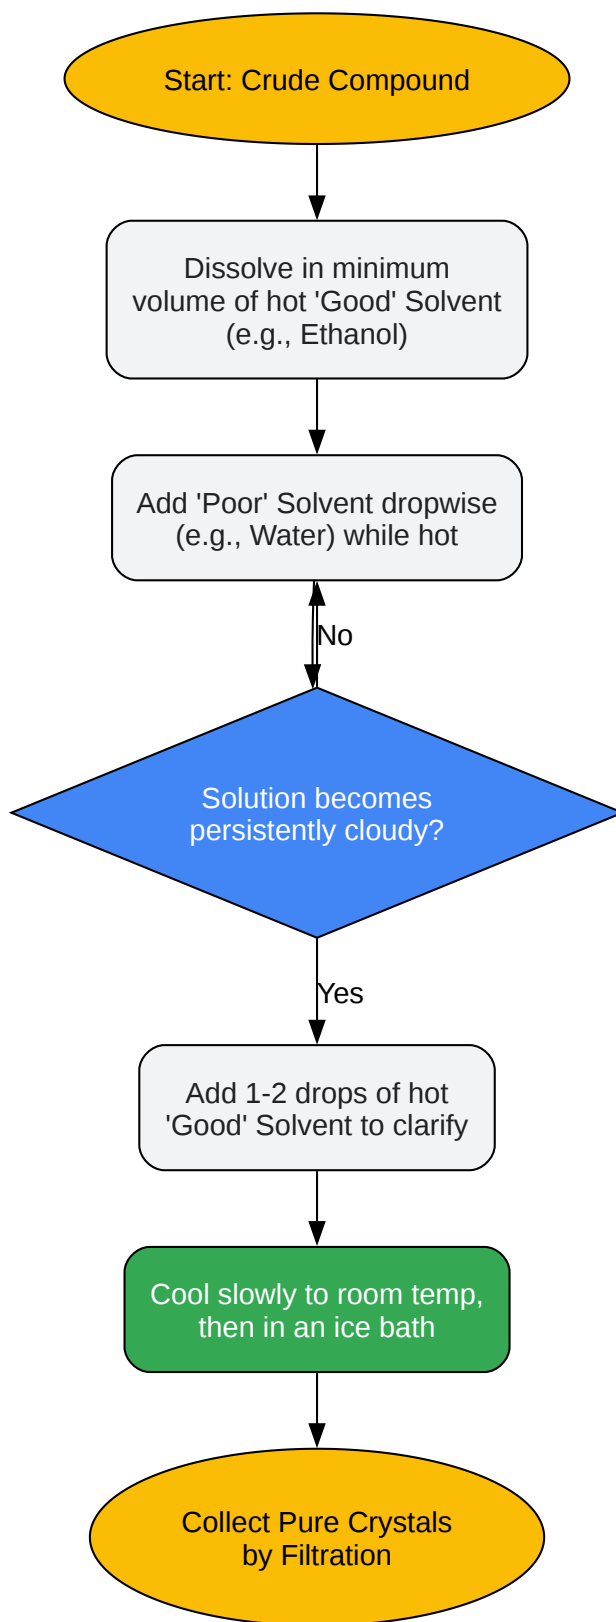 Start: Crude Compound
Dissolve in minimum
volume of hot 'Good' Solvent
(e.g., Ethanol)
Add 'Poor' Solvent dropwise
(e.g., Water) while hot
No
Solution becomes
persistently cloudy?
Yes
Add 1-2 drops of hot
'Good' Solvent to clarify
Cool slowly to room temp,
then in an ice bath
Collect Pure Crystals
by Filtration